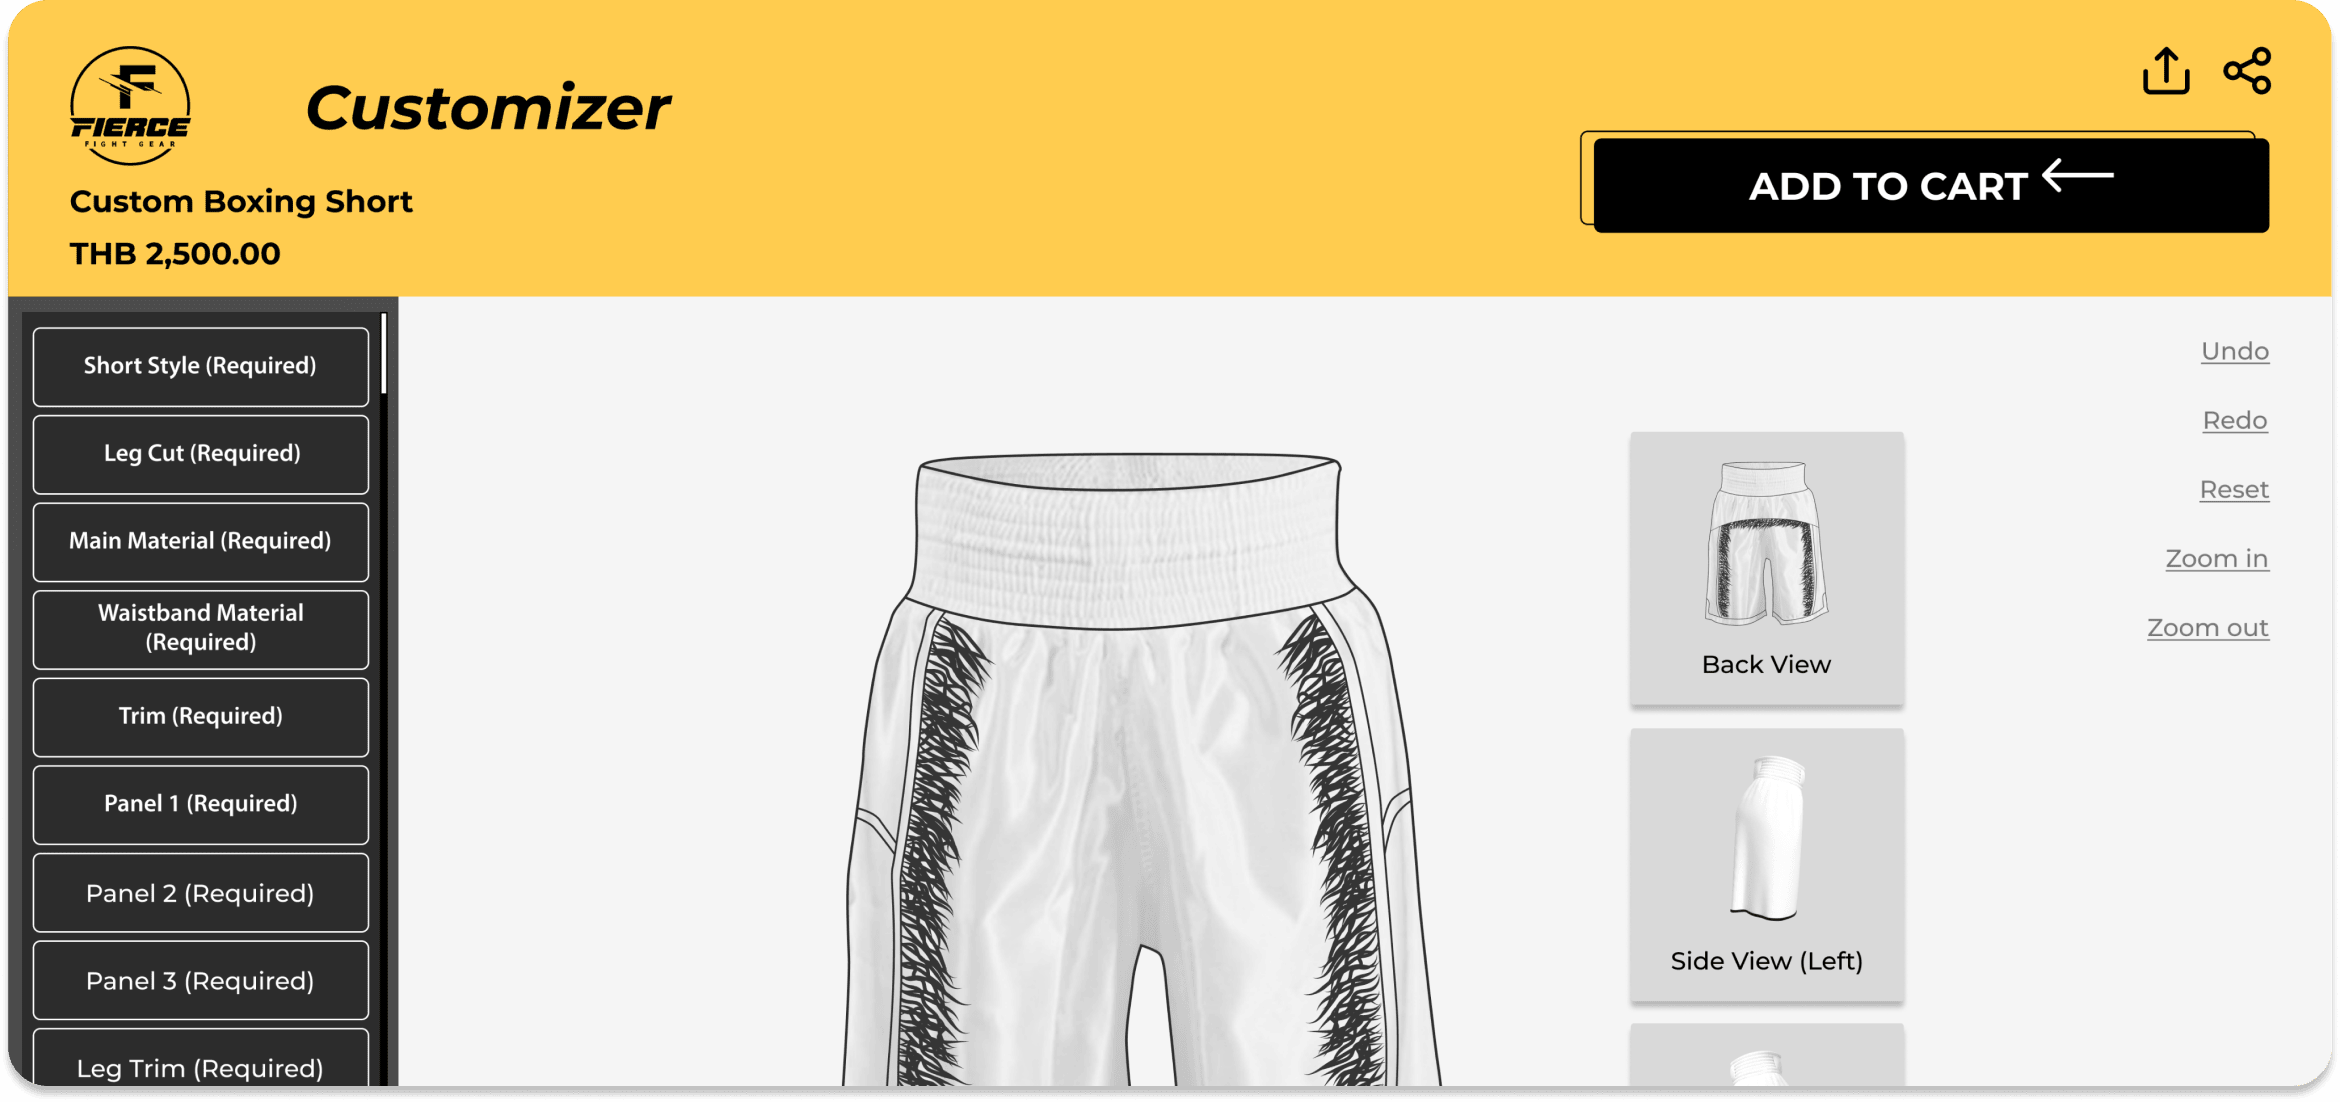 FIERCE
FIGHT GEAR
Customizer
Custom Boxing Short
THB 2,500.00
ADD TO CART
Short Style (Required)
Leg Cut (Required)
Main Material (Required)
Waistband Material
(Required)
Trim (Required)
Panel 1 (Required)
Panel 2 (Required)
Panel 3 (Required)
Leg Trim (Required)
Back View
Side View (Left)
Undo
Redo
Reset
Zoom in
Zoom out